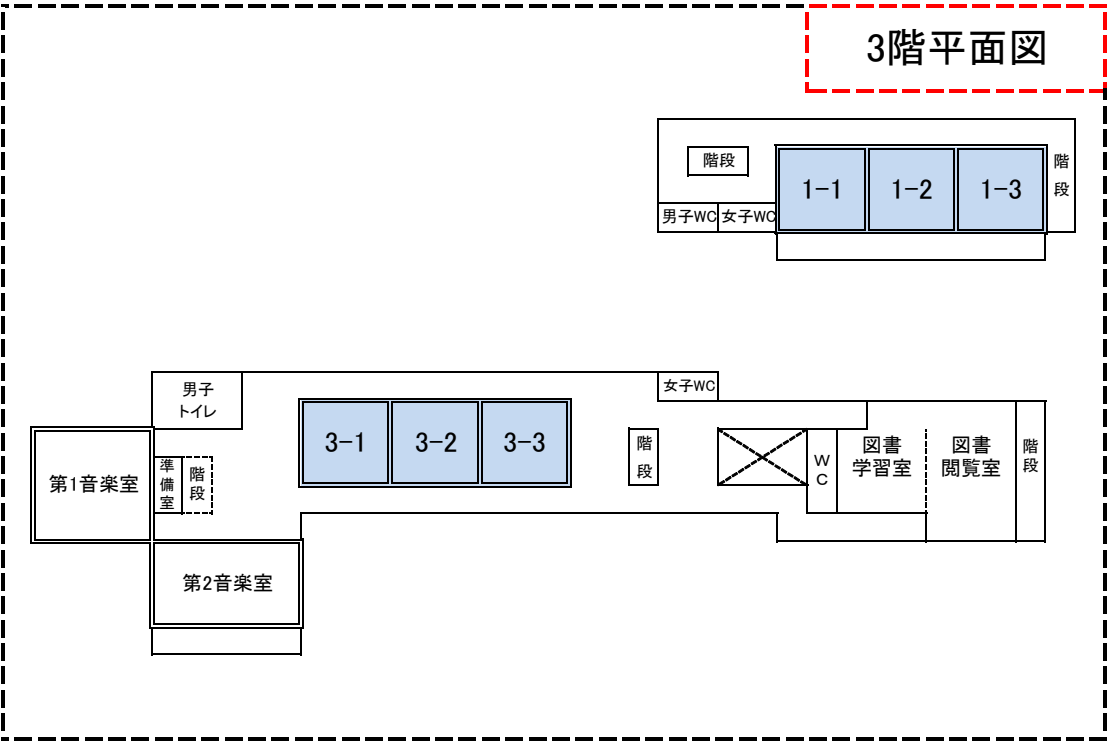 3階平面図
階段
1-1
1-2
1-3
階
段
男子WC
女子WC
男子
トイレ
女子WC
3-1
3-2
3-3
階
段
W
C
図書
学習室
図書
閲覧室
階
段
第1音楽室
準
備
室
階
段
第2音楽室